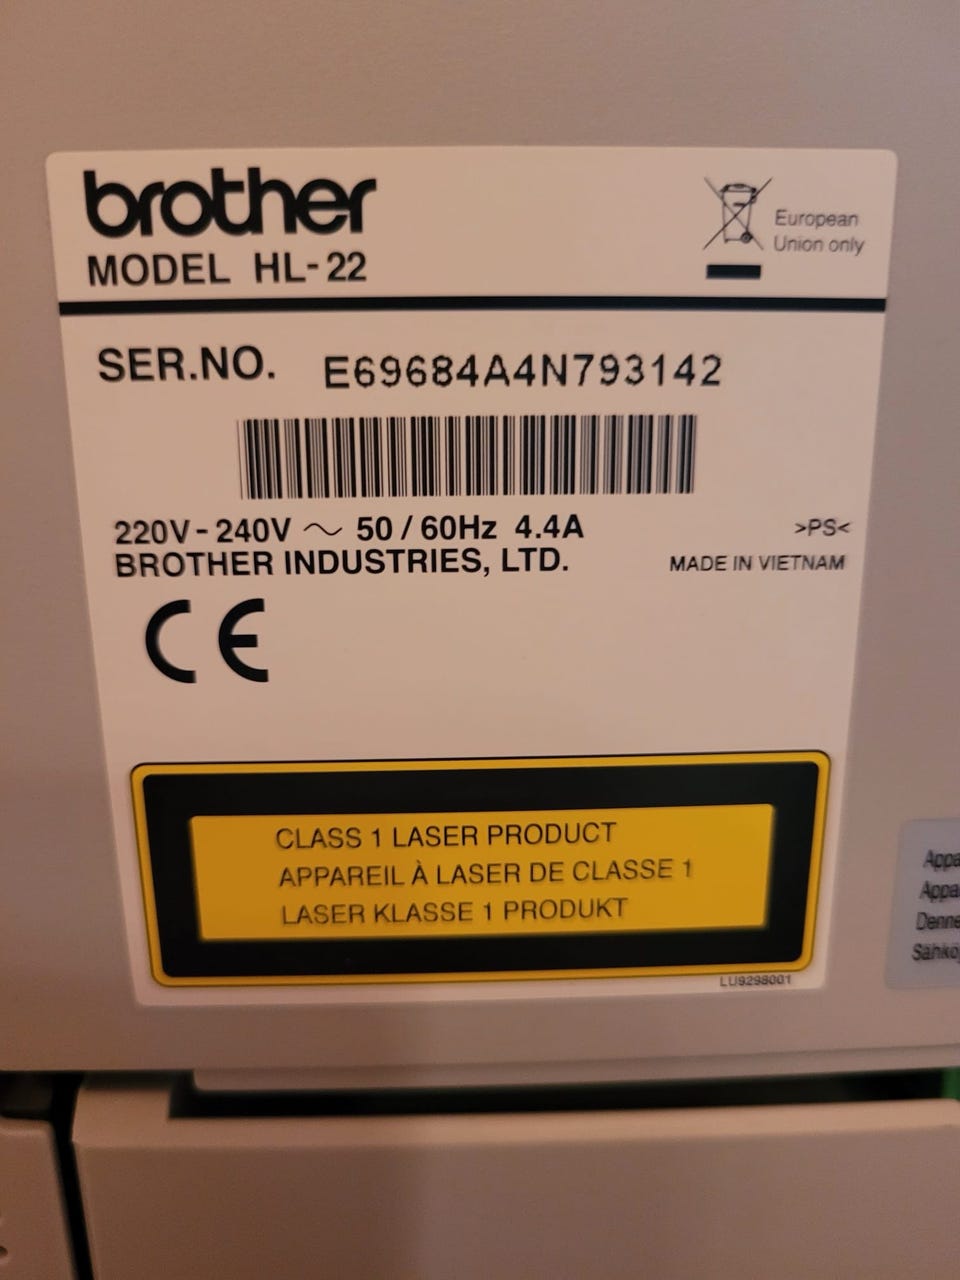 brother
MODEL HL-22
European
Union only
SER.NO. E69684A4N793142
220V-240V ~ 50/60Hz 4.4A
>PS<
BROTHER INDUSTRIES, LTD.
MADE IN VIETNAM
CE
CLASS 1 LASER PRODUCT
APPAREIL À LASER DE CLASSE 1
LASER KLASSE 1 PRODUKT
LU9298001